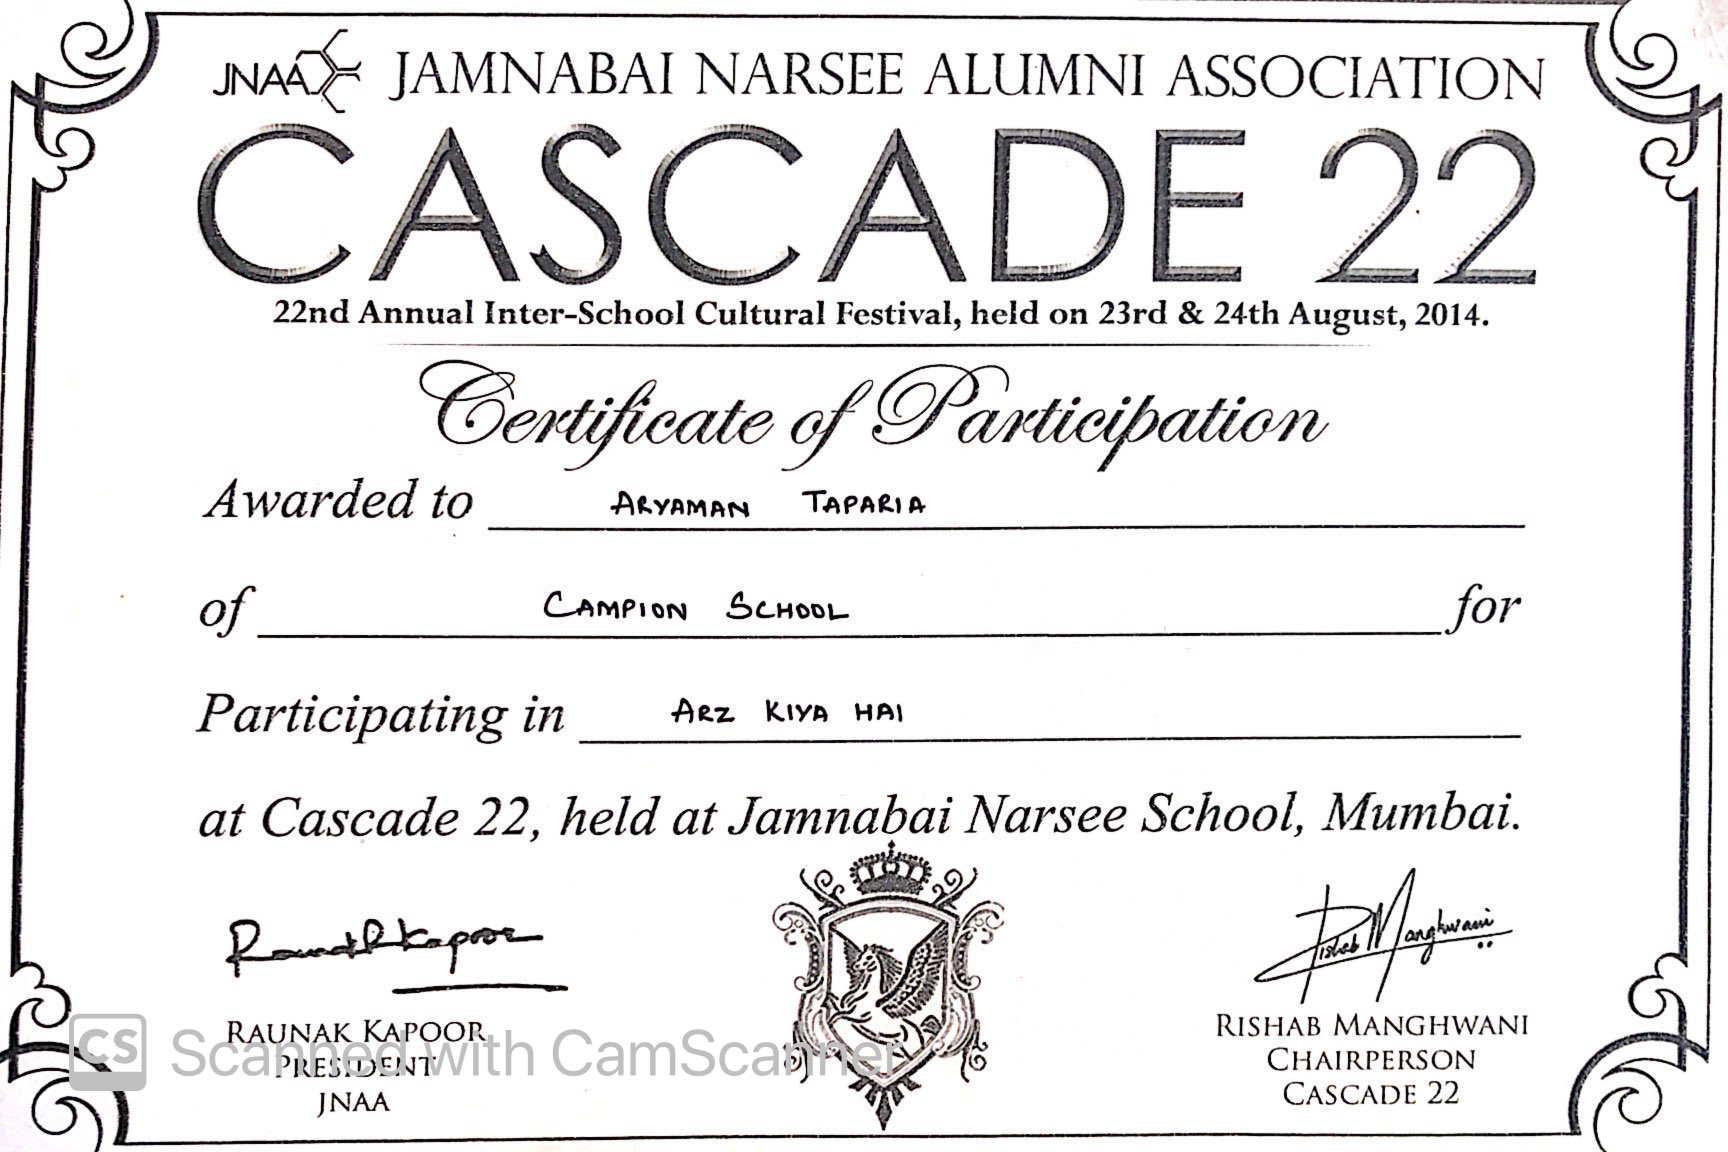 JNAA JAMNABAI NARSEE ALUMNI ASSOCIATION
CASCADE 22
22nd Annual Inter-School Cultural Festival, held on 23rd & 24th August, 2014.
Certificate of Participation
Awarded to ARYAMAN TAPARIA
of CAMPION SCHOOL for
Participating in ARZ KIYA HAI
at Cascade 22, held at Jamnabai Narsee School, Mumbai.
Raunak Kapoor
Rishab Manghwani
RAUNAK KAPOOR
PRESIDENT
JNAA
RISHAB MANGHWANI
CHAIRPERSON
CASCADE 22
CS Scanned with CamScanner